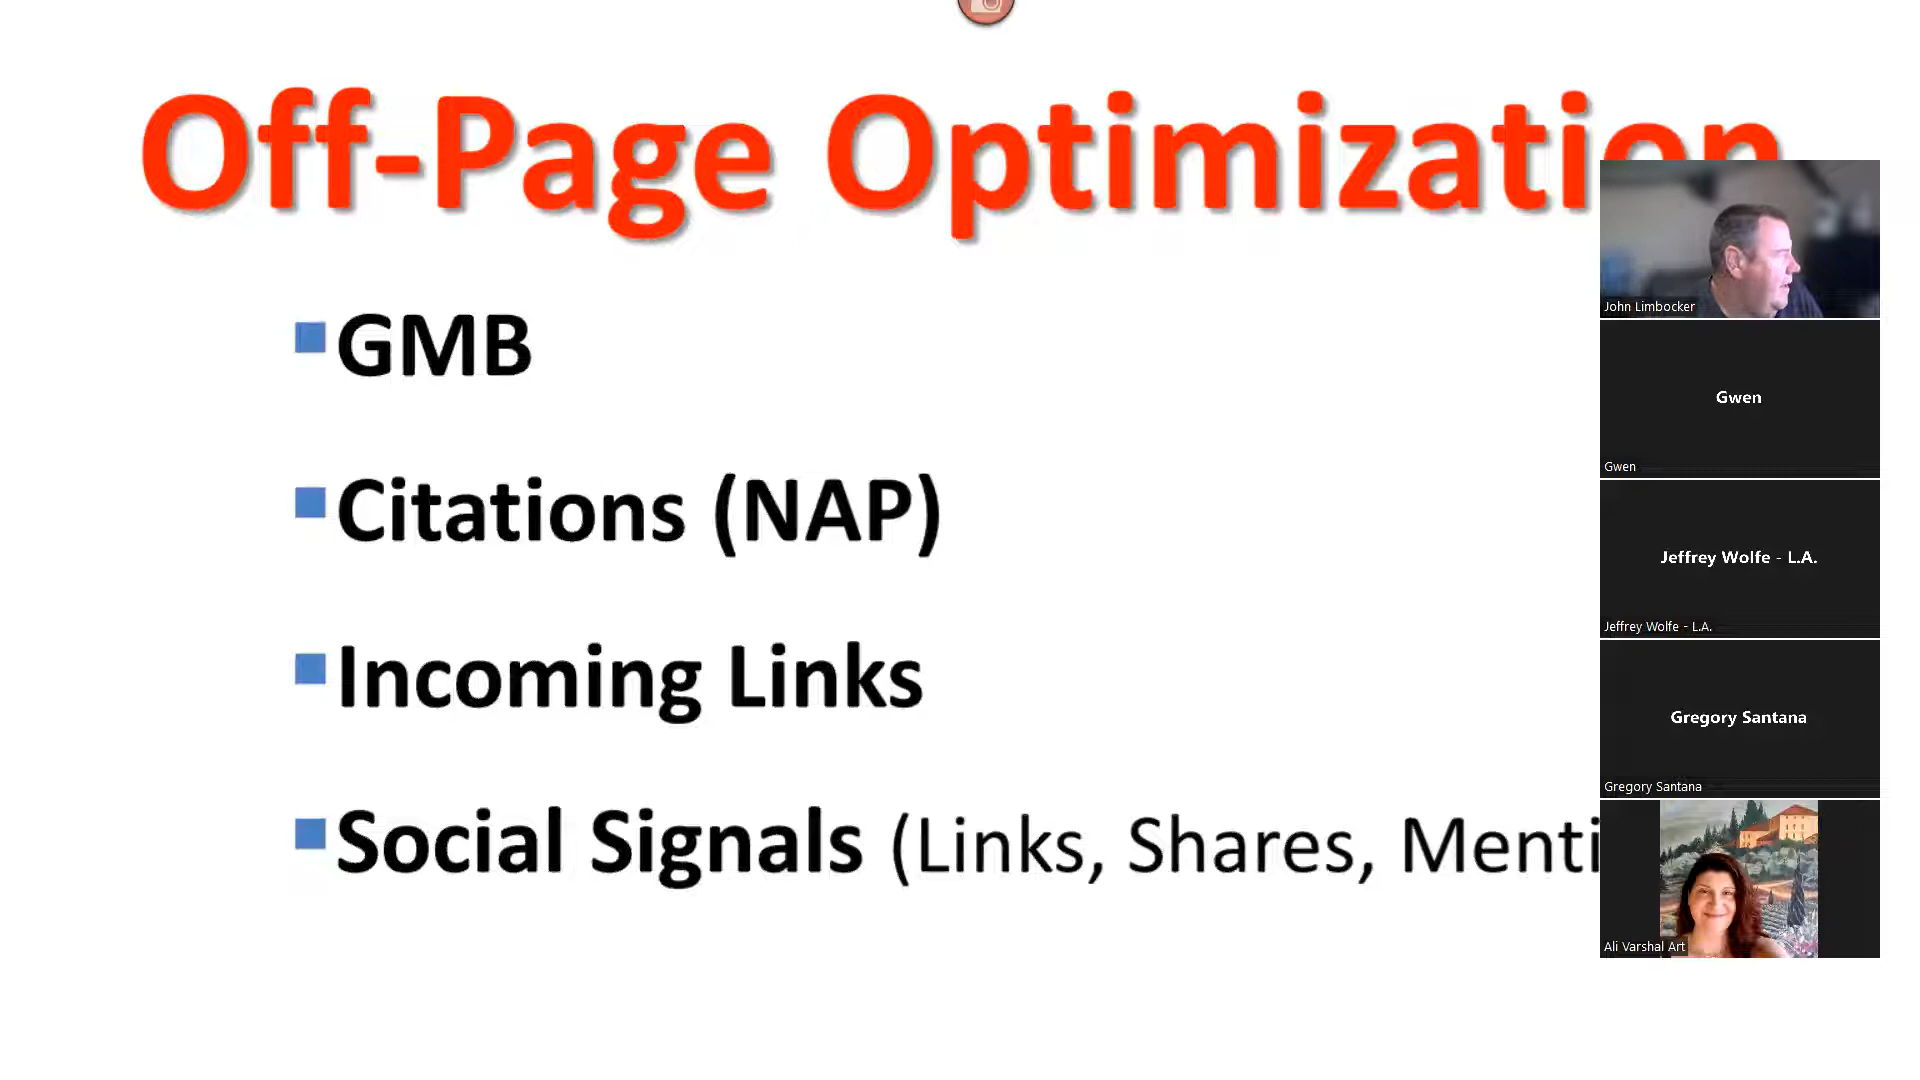 Off-Page Optimization
GMB
Citations (NAP)
Incoming Links
Social Signals (Links, Shares, Menti
John Limbocker
Gwen
Gwen
Jeffrey Wolfe - L.A.
Jeffrey Wolfe - L.A.
Gregory Santana
Gregory Santana
Ali Varshal Art